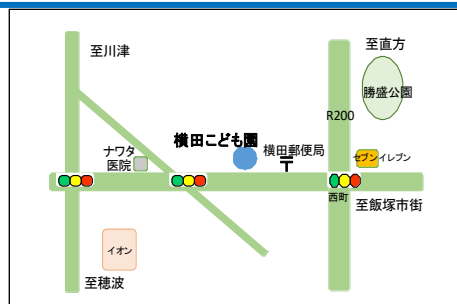 至川津
至直方
勝盛公園
R200
横田こども園
横田郵便局
〒
ナワタ
医院
セブンイレブン
西町
至飯塚市街
イオン
至穂波